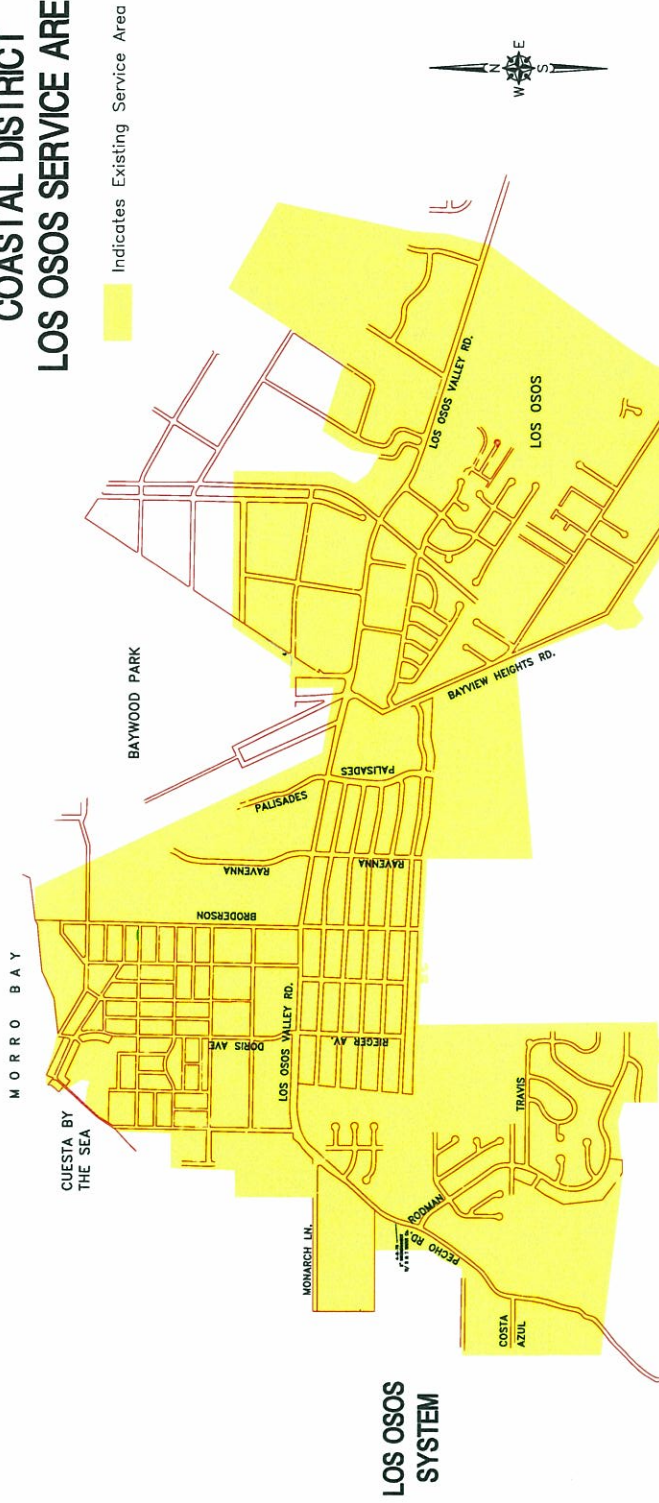 COASTAL DISTRICT
LOS OSOS SERVICE ARE
Indicates Existing Service Area
N
E
S
W
MORRO BAY
BAYWOOD PARK
CUESTA BY
THE SEA
LOS OSOS VALLEY RD.
LOS OSOS
BAYVIEW HEIGHTS RD.
PALISADES
PALISADES
RAVENNA
RAVENNA
BRODERSON
DORIS AVE
LOS OSOS VALLEY RD.
RIEGER AV.
MONARCH LN.
RODMAN
PECHO RD.
TRAVIS
COSTA
AZUL
LOS OSOS
SYSTEM